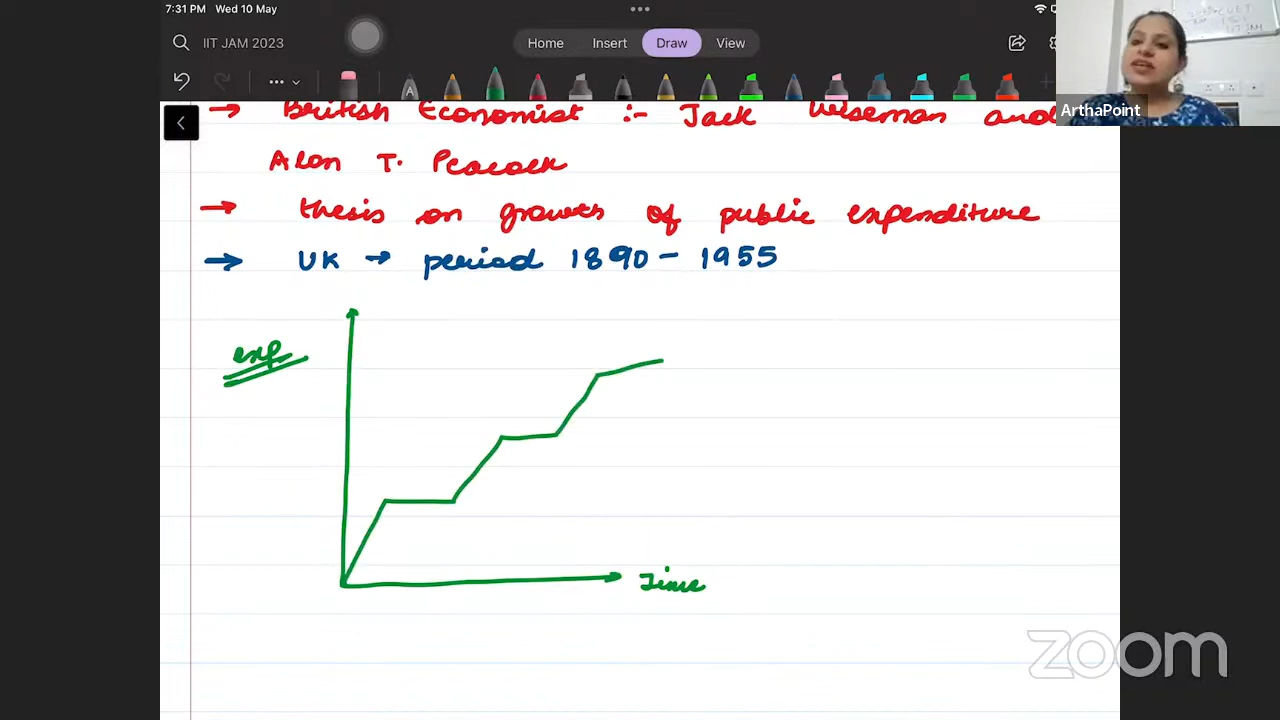 7:31 PM Wed 10 May
IIT JAM 2023
Home Insert Draw View
ArthaPoint
→ British Economist :- Jack Wiseman and
Alan T. Peacock
→ thesis on growth of public expenditure
→ UK → period 1890 - 1955
exp
Time
zoom